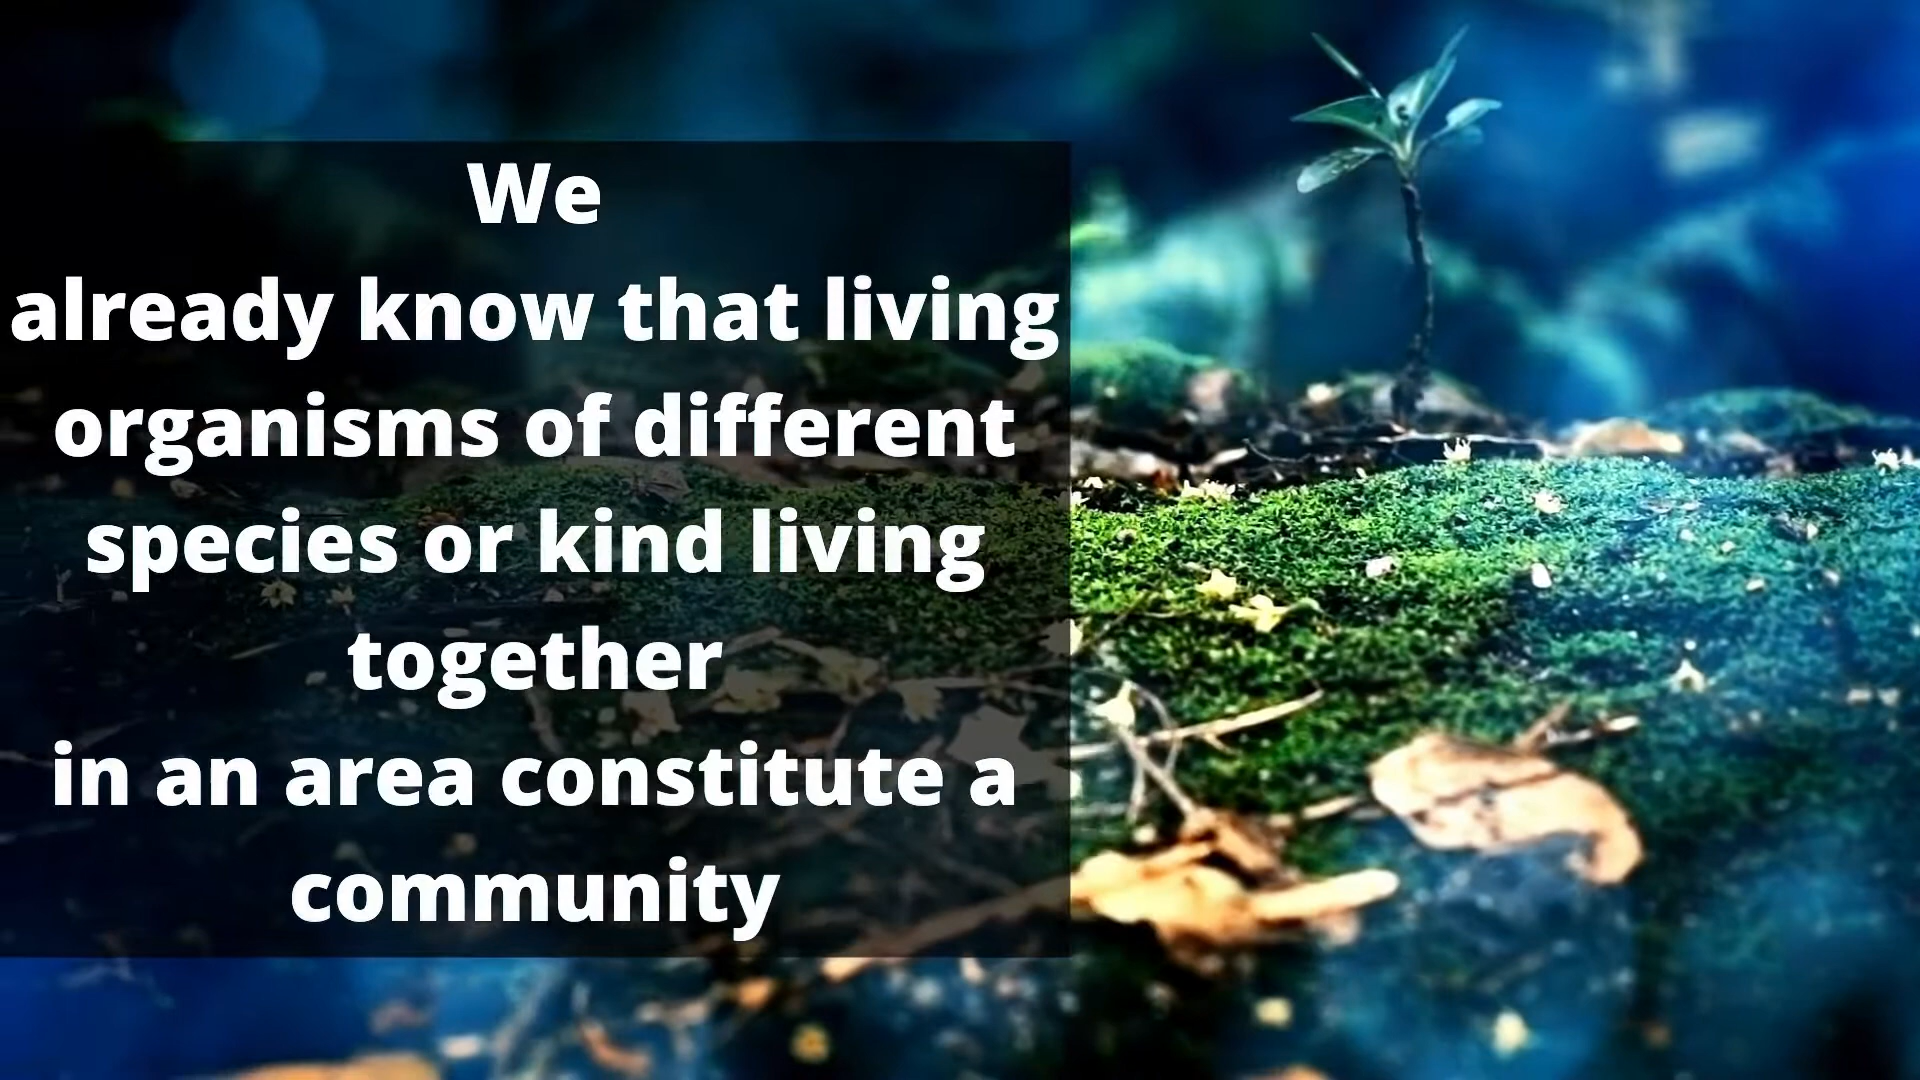 We
already know that living
organisms of different
species or kind living
together
in an area constitute a
community